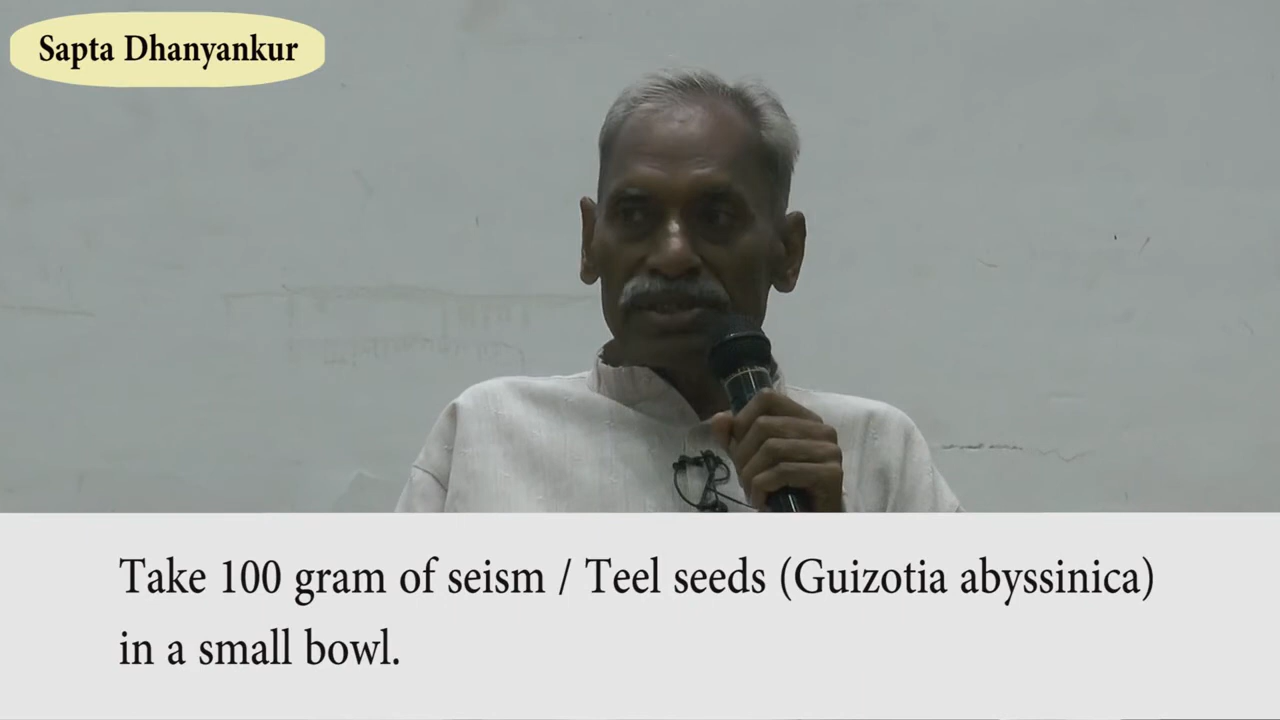 Sapta Dhanyankur
Take 100 gram of seism / Teel seeds (Guizotia abyssinica)
in a small bowl.